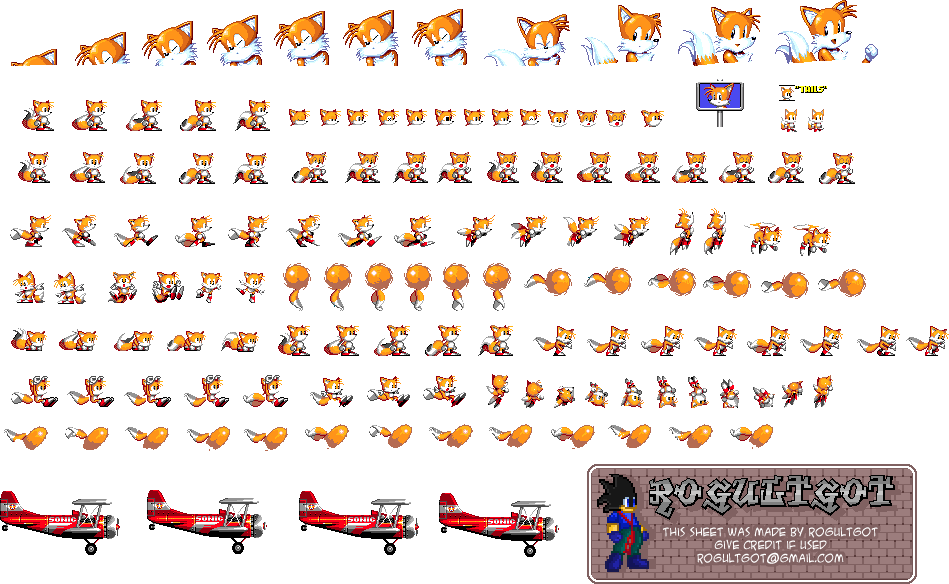 "TAILS"
SONIC
SONIC
SONIC
SONIC
ROGULTGOT
THIS SHEET WAS MADE BY ROGULTGOT
GIVE CREDIT IF USED
ROGULTGOT@GMAIL.COM